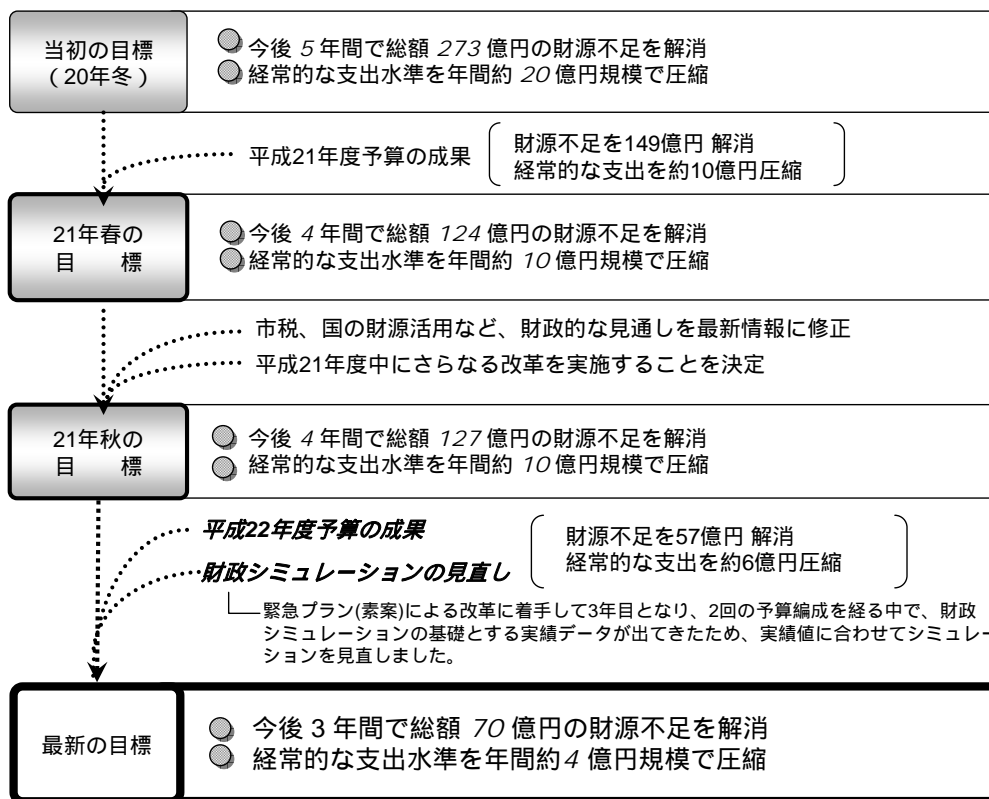 当初の目標
（20年冬）
今後 5 年間で総額 273 億円の財源不足を解消
経常的な支出水準を年間約 20 億円規模で圧縮
平成21年度予算の成果
財源不足を149億円 解消
経常的な支出を約10億円圧縮
21年春の
目　標
今後 4 年間で総額 124 億円の財源不足を解消
経常的な支出水準を年間約 10 億円規模で圧縮
市税、国の財源活用など、財政的な見通しを最新情報に修正
平成21年度中にさらなる改革を実施することを決定
21年秋の
目　標
今後 4 年間で総額 127 億円の財源不足を解消
経常的な支出水準を年間約 10 億円規模で圧縮
平成22年度予算の成果
財源不足を57億円 解消
経常的な支出を約6億円圧縮
財政シミュレーションの見直し
緊急プラン(素案)による改革に着手して3年目となり、2回の予算編成を経る中で、財政
シミュレーションの基礎とする実績データが出てきたため、実績値に合わせてシミュレー
ションを見直しました。
最新の目標
今後 3 年間で総額 70 億円の財源不足を解消
経常的な支出水準を年間約 4 億円規模で圧縮